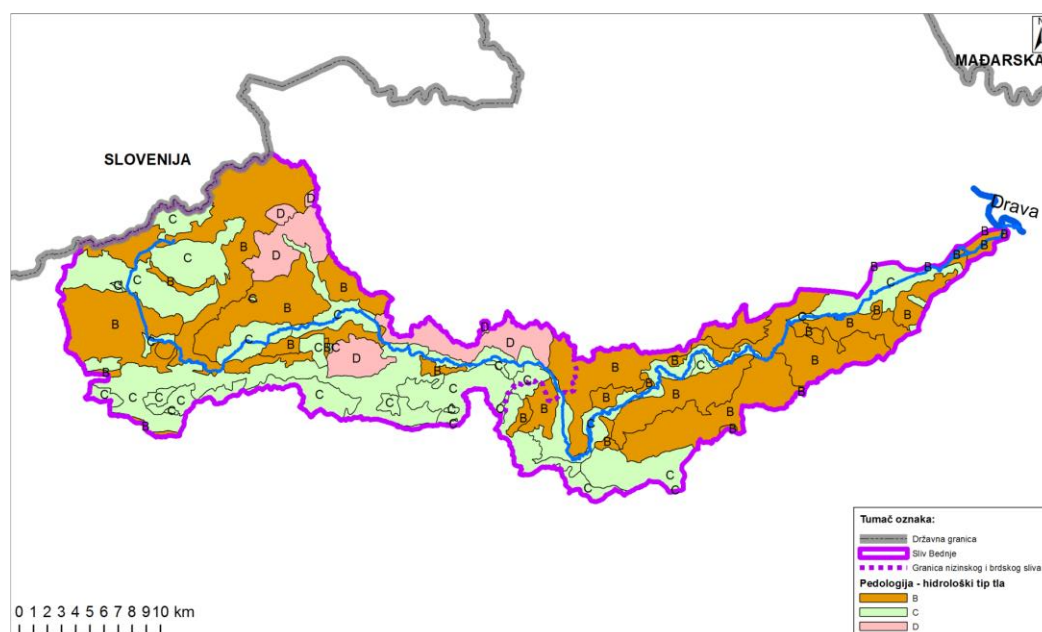 N
MAĐARSKA
SLOVENIJA
Drava
D
D
C
D
B
C
B
C
C
B
B
B
C
B
C
B
C
B
C
B
C
B
C
D
D
B
C
B
C
C
C
C
C
C
B
C
C
C
C
C
C
B
B
B
B
B
B
C
B
B
B
C
C
C
B
B
B
B
C
B
B
B
C
B
B
B
B
B
B
Tumač oznaka:
Državna granica
Sliv Bednje
Granica nizinskog i brdskog sliva
Pedologija - hidrološki tip tla
B
C
D
0 1 2 3 4 5 6 7 8 9 10 km